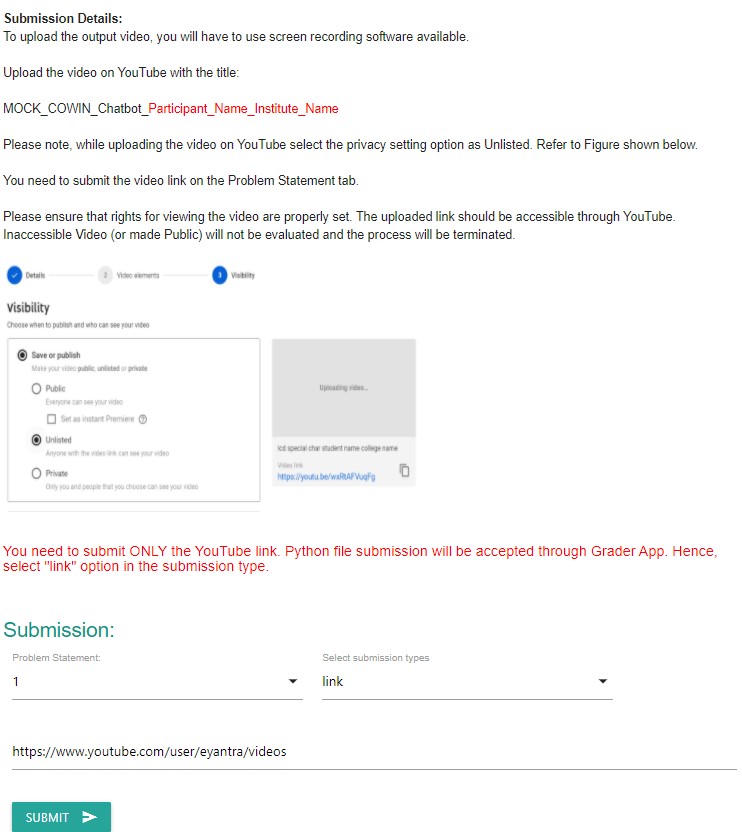 Submission Details:
To upload the output video, you will have to use screen recording software available.
Upload the video on YouTube with the title:
MOCK_COWIN_Chatbot_Participant_Name_Institute_Name
Please note, while uploading the video on YouTube select the privacy setting option as Unlisted. Refer to Figure shown below.
You need to submit the video link on the Problem Statement tab.
Please ensure that rights for viewing the video are properly set. The uploaded link should be accessible through YouTube.
Inaccessible Video (or made Public) will not be evaluated and the process will be terminated.
Details 2 Video elements 3 Visibility
Visibility
Choose when to publish and who can see your video
Save or publish
Make your video public, unlisted or private
Public
Everyone can see your video
Set as instant Premiere
Unlisted
Anyone with the video link can see your video
Private
Only you and people that you choose can see your video
Uploading video...
lcd special char student name college name
Video link
https://youtu.be/wxRtAFVuqFg
You need to submit ONLY the YouTube link. Python file submission will be accepted through Grader App. Hence,
select "link" option in the submission type.
Submission:
Problem Statement: Select submission types
1 link
https://www.youtube.com/user/eyantra/videos
SUBMIT